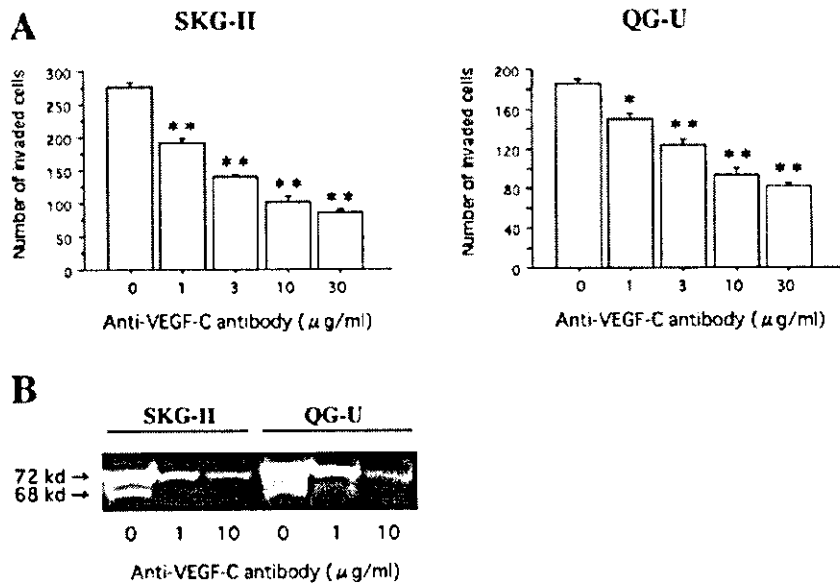 A
SKG-II
QG-U
Number of invaded cells
300
250
200
150
100
50
0
**
**
**
**
0 1 3 10 30
Anti-VEGF-C antibody (μg/ml)
Number of invaded cells
200
160
120
80
40
0
*
**
**
**
0 1 3 10 30
Anti-VEGF-C antibody (μg/ml)
B
SKG-II QG-U
72 kd →
68 kd →
0 1 10 0 1 10
Anti-VEGF-C antibody (μg/ml)